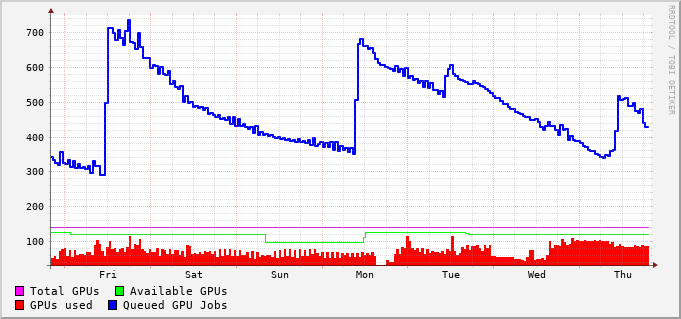 700
600
500
400
300
200
100
Fri Sat Sun Mon Tue Wed Thu
Total GPUs Available GPUs
GPUs used Queued GPU Jobs
RRDTOOL / TOBI OETIKER